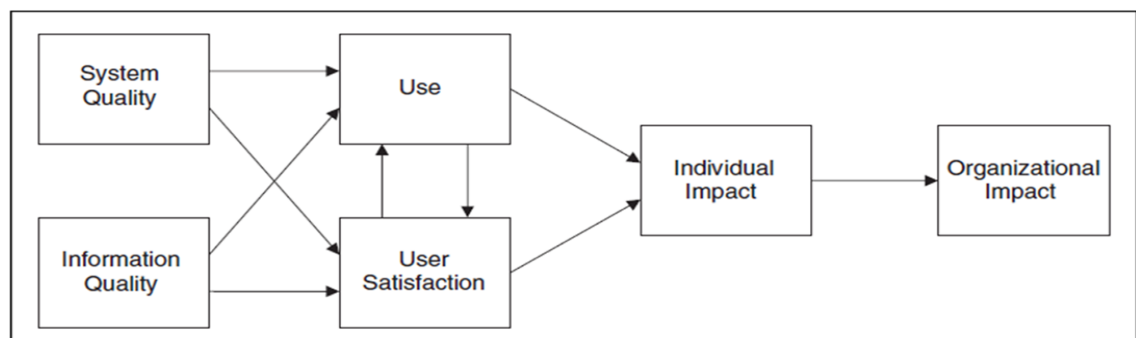 System
Quality
Use
Individual
Impact
Organizational
Impact
Information
Quality
User
Satisfaction